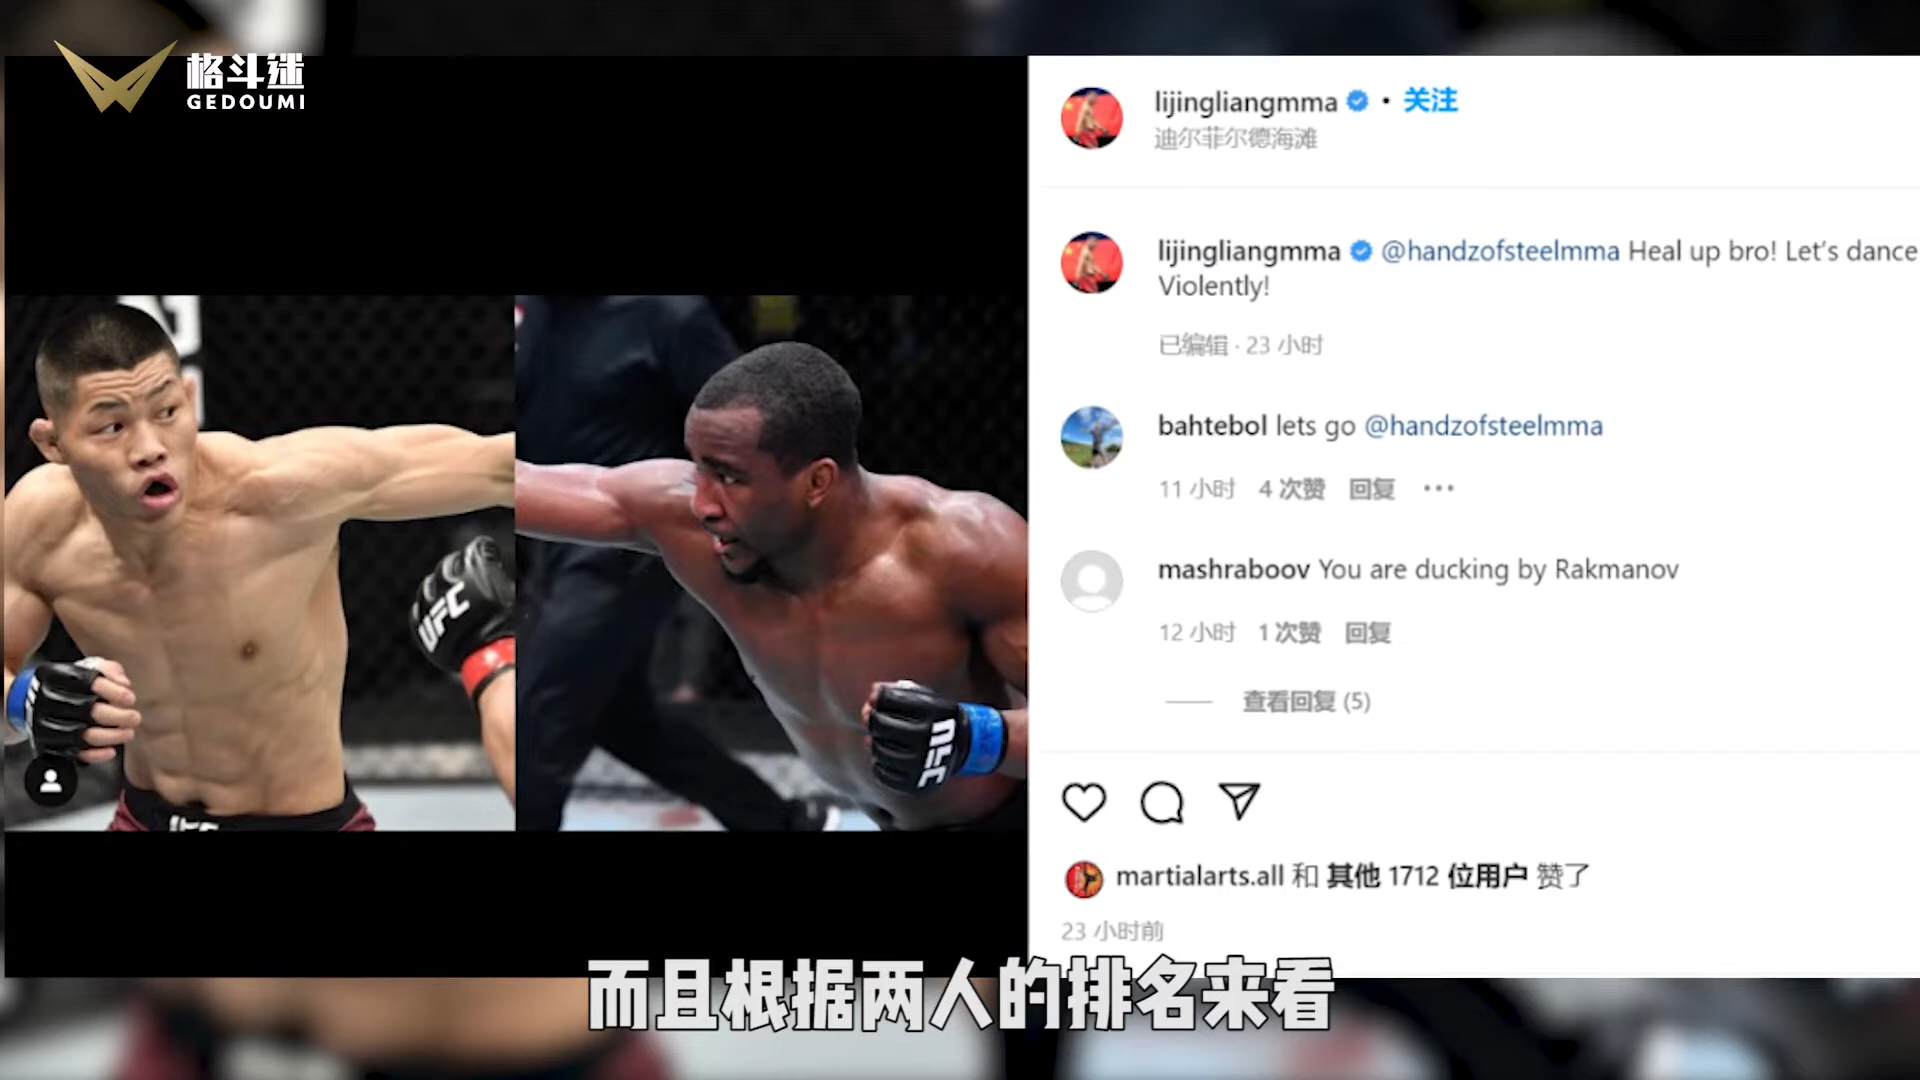 格斗迷
GEDOUMI
lijingliangmma • 关注
迪尔菲尔德海滩
lijingliangmma @handzofsteelmma Heal up bro! Let's dance
Violently!
已编辑 · 23 小时
bahtebol lets go @handzofsteelmma
11 小时 4 次赞 回复 •••
mashraboov You are ducking by Rakmanov
12 小时 1 次赞 回复
查看回复 (5)
UFC
UFC
martialarts.all 和 其他 1712 位用户 赞了
23 小时前
而且根据两人的排名来看